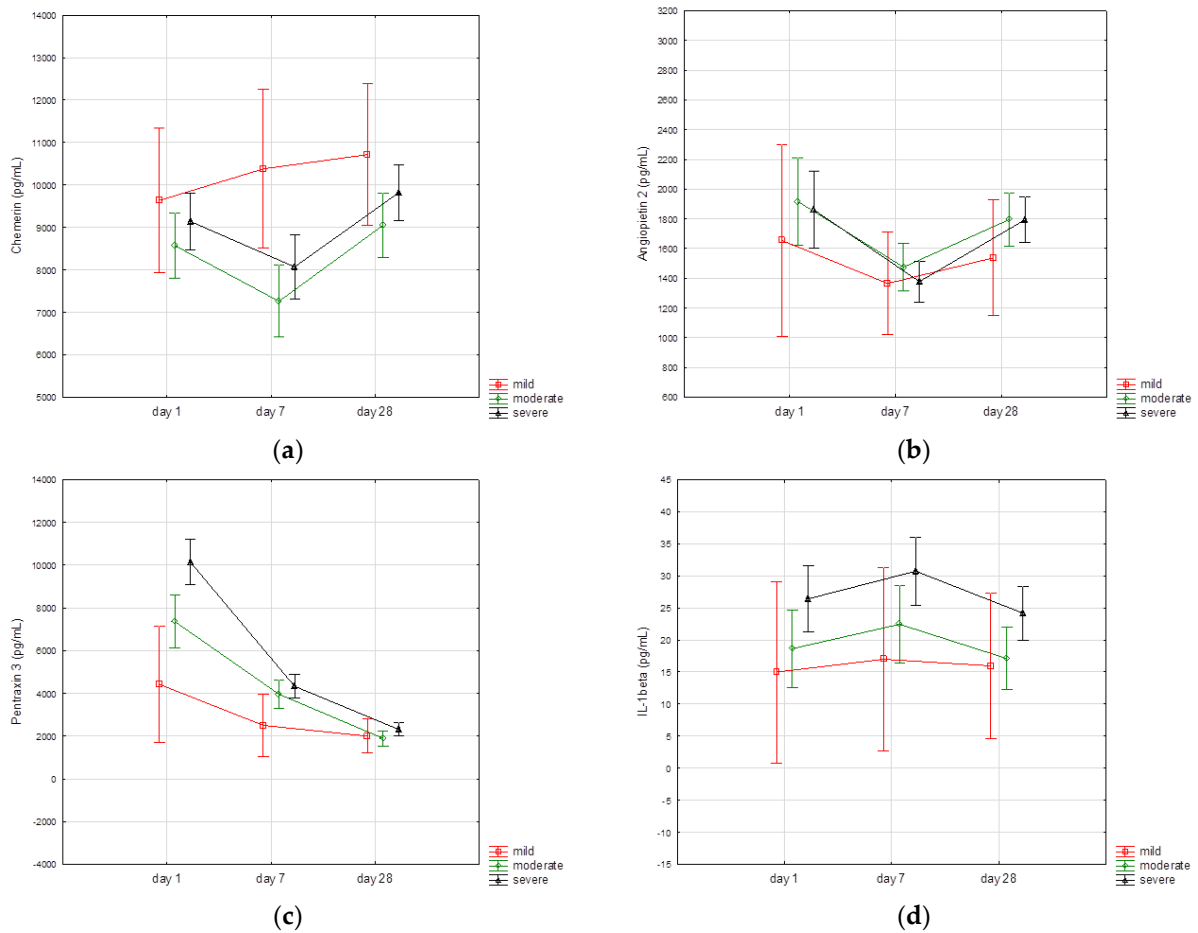 14000
13000
12000
11000
10000
9000
8000
7000
6000
5000
Chemerin (pg/mL)
day 1 day 7 day 28
mild
moderate
severe
(a)
3200
3000
2800
2600
2400
2200
2000
1800
1600
1400
1200
1000
800
600
Angiopietin 2 (pg/mL)
day 1 day 7 day 28
mild
moderate
severe
(b)
14000
12000
10000
8000
6000
4000
2000
0
-2000
-4000
Pentraxin 3 (pg/mL)
day 1 day 7 day 28
mild
moderate
severe
(c)
45
40
35
30
25
20
15
10
5
0
-5
-10
-15
IL-1beta (pg/mL)
day 1 day 7 day 28
mild
moderate
severe
(d)